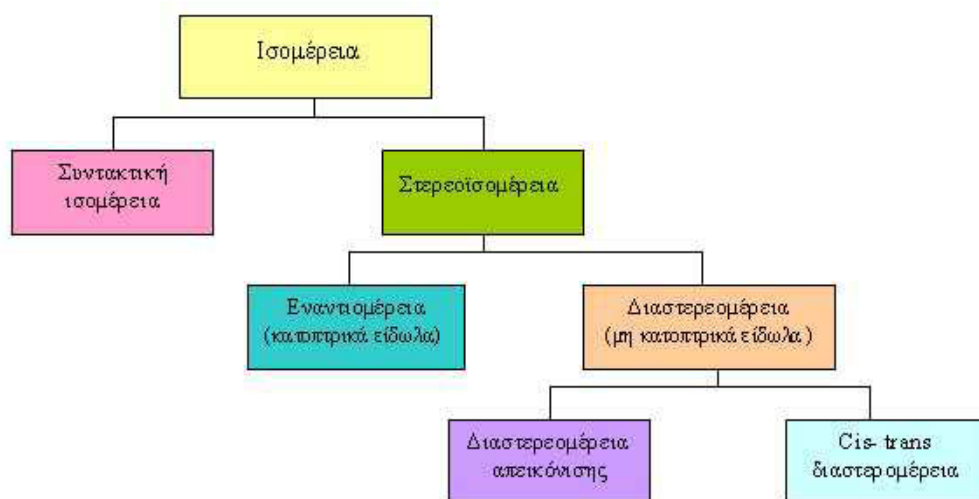 Ισομέρεια
Συντακτική
ισομέρεια
Στερεοϊσομέρεια
Εναντιομέρεια
(κατοπτρικά είδωλα)
Διαστερεομέρεια
(μη κατοπτρικά είδωλα )
Διαστερεομέρεια
απεικόνισης
Cis- trans
διαστερομέρεια